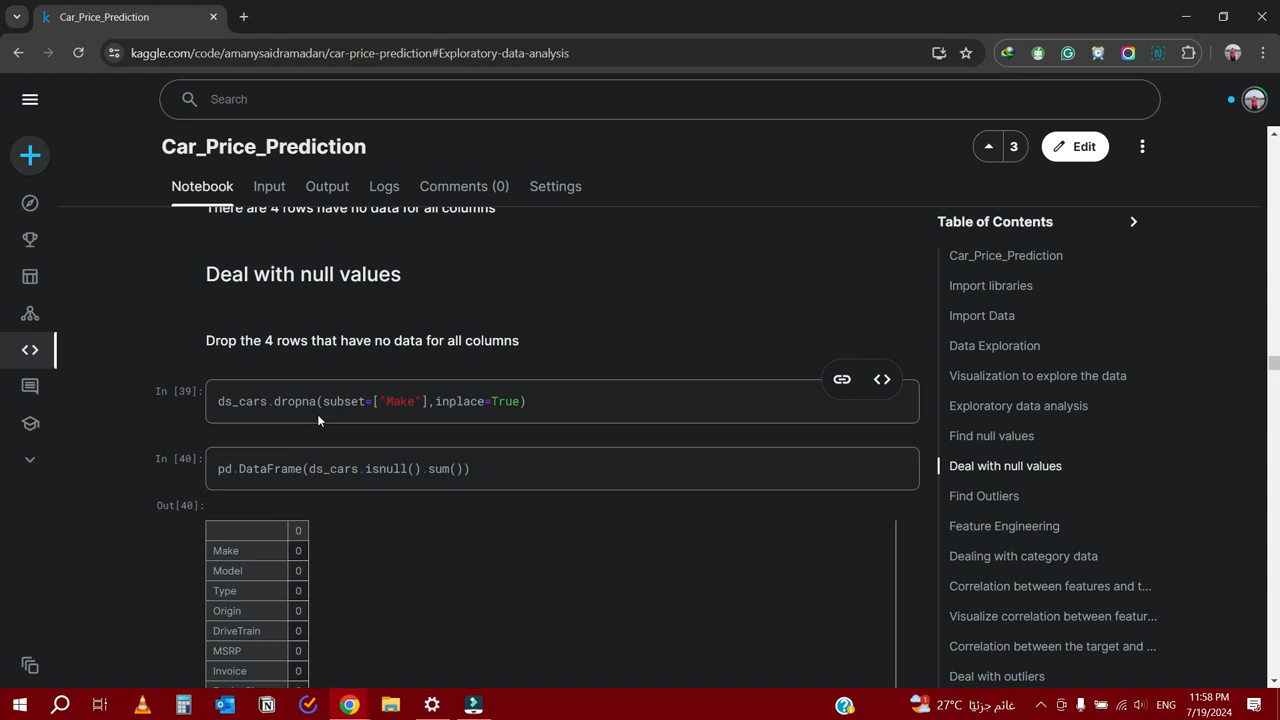 Car_Price_Prediction
kaggle.com/code/amanysaidramadan/car-price-prediction#Exploratory-data-analysis
Search
Car_Price_Prediction
3
Edit
Notebook
Input
Output
Logs
Comments (0)
Settings
There are 4 rows have no data for all columns
Deal with null values
Drop the 4 rows that have no data for all columns
In [39]:
ds_cars.dropna(subset=["Make"],inplace=True)
In [40]:
pd.DataFrame(ds_cars.isnull().sum())
Out[40]:
0
Make 0
Model 0
Type 0
Origin 0
DriveTrain 0
MSRP 0
Invoice 0
Table of Contents
Car_Price_Prediction
Import libraries
Import Data
Data Exploration
Visualization to explore the data
Exploratory data analysis
Find null values
Deal with null values
Find Outliers
Feature Engineering
Dealing with category data
Correlation between features and t...
Visualize correlation between featur...
Correlation between the target and ...
Deal with outliers
27°C غائم جزئيًا
ENG
11:58 PM
7/19/2024